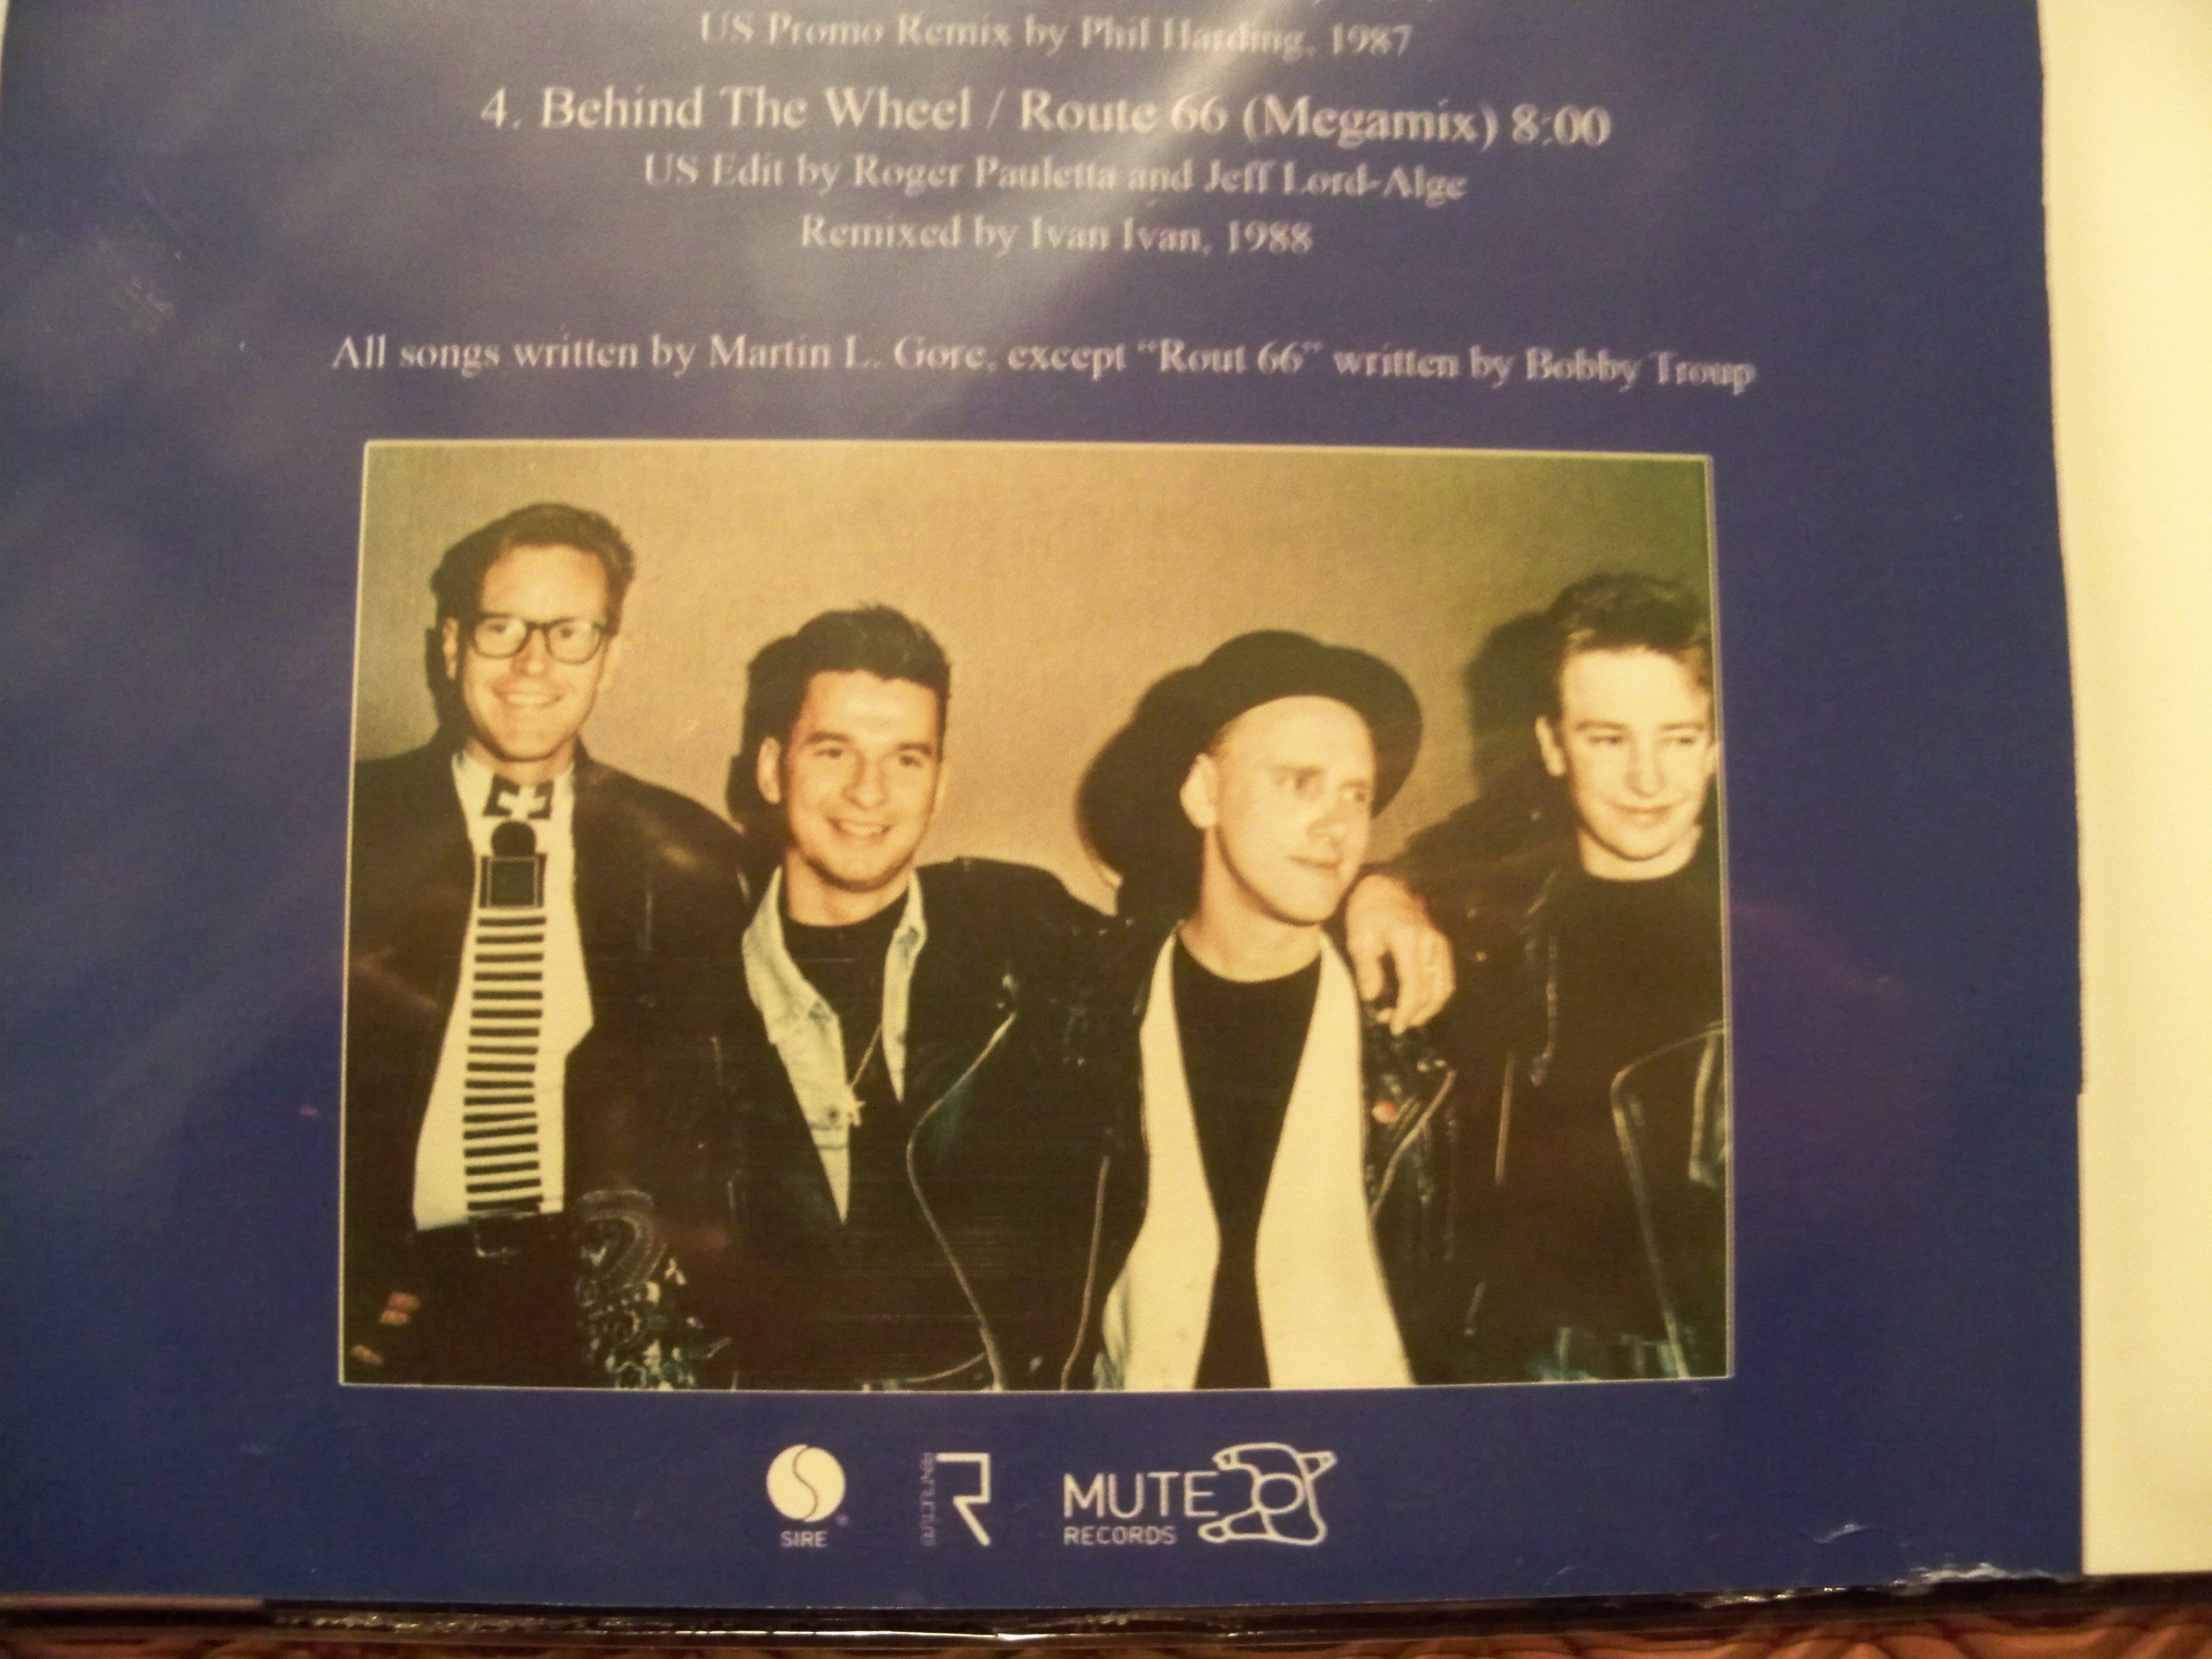 US Promo Remix by Phil Harding, 1987
4. Behind The Wheel / Route 66 (Megamix) 8:00
US Edit by Roger Pauletta and Jeff Lord-Alge
Remixed by Ivan Ivan, 1988
All songs written by Martin L. Gore, except “Rout 66” written by Bobby Troup
SIRE ®
R
MUTE
RECORDS